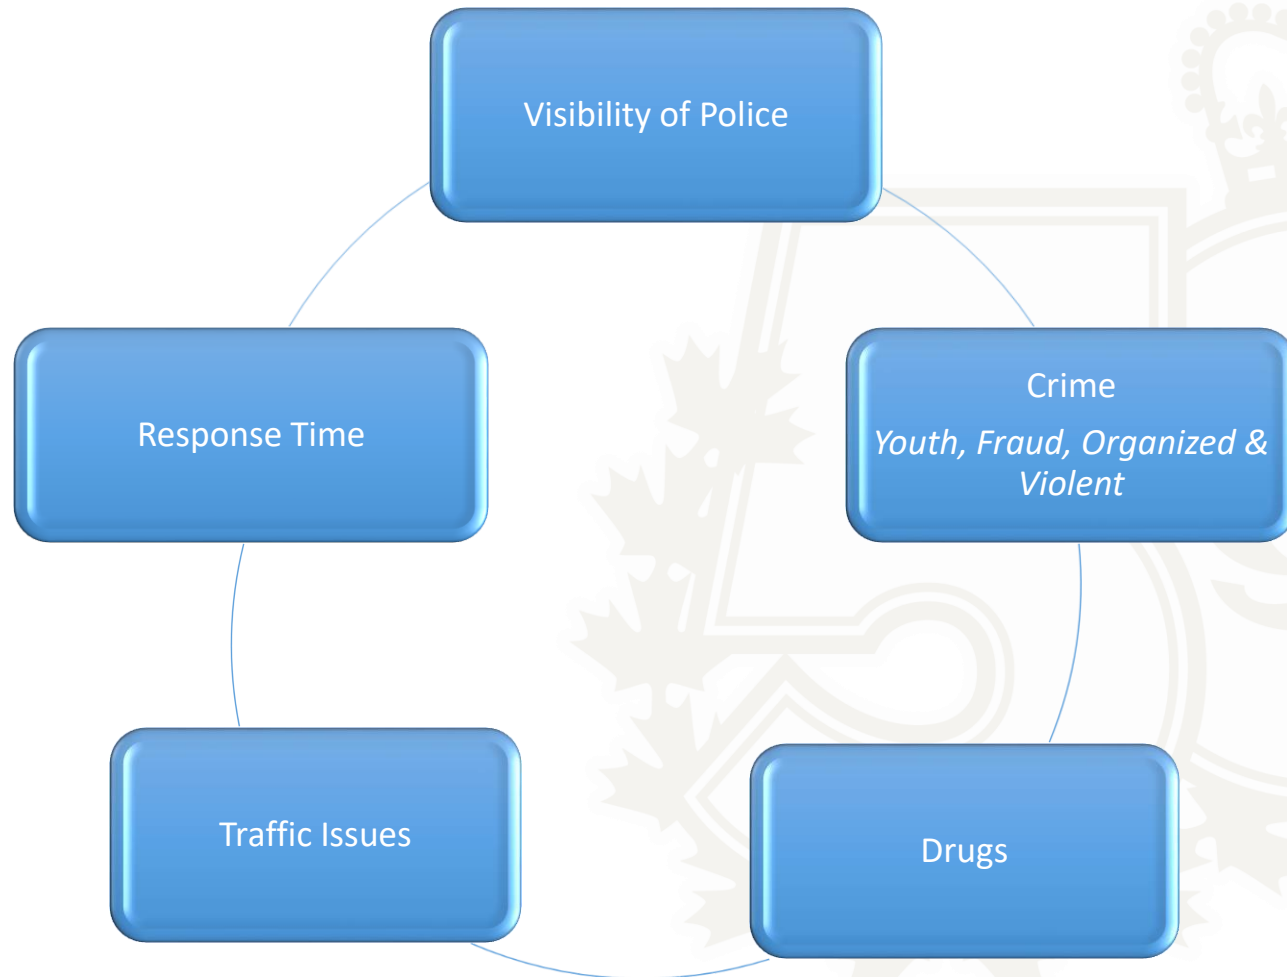 Visibility of Police
Crime
Youth, Fraud, Organized &
Violent
Response Time
Traffic Issues
Drugs